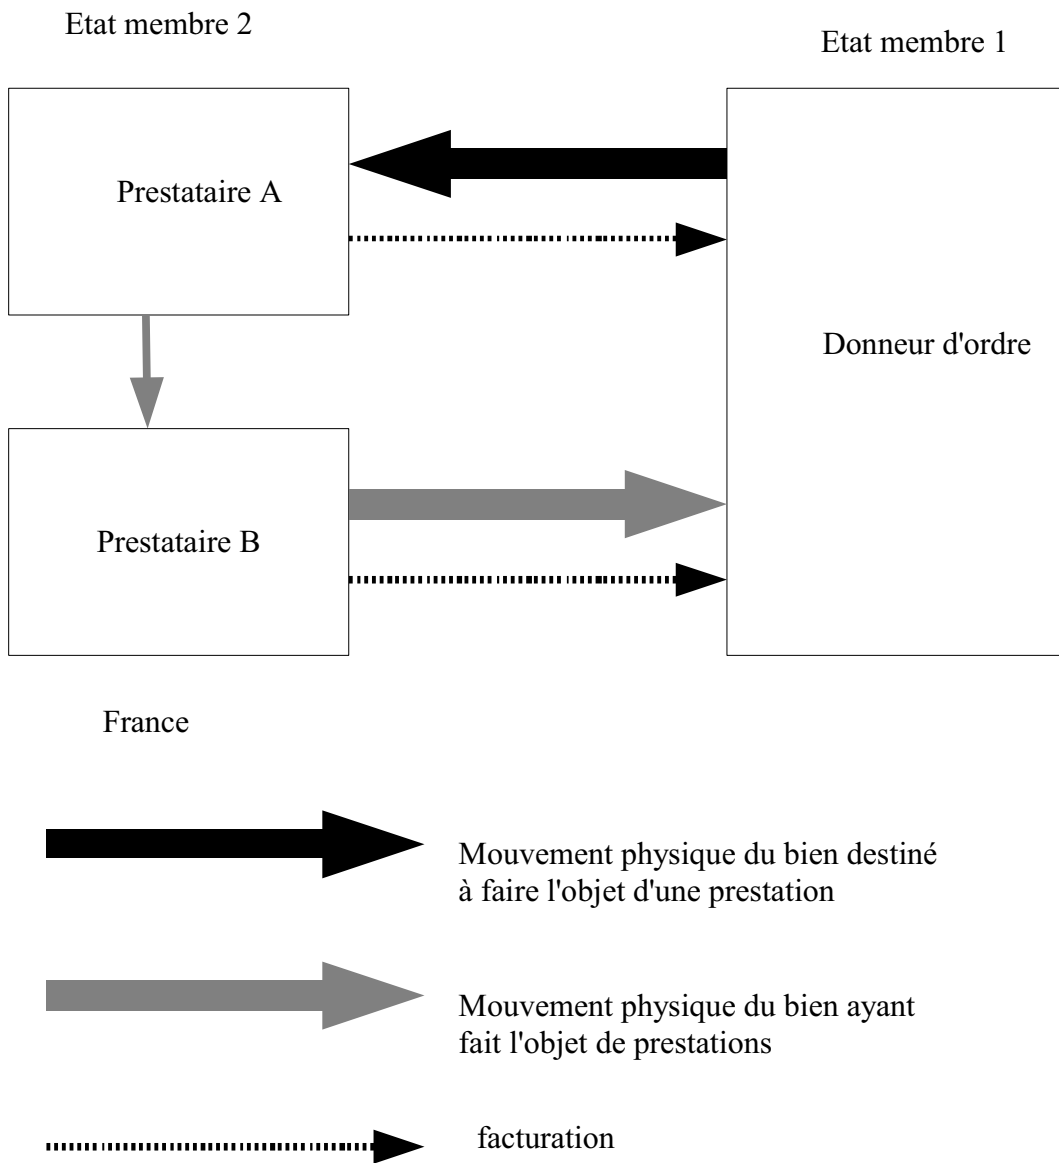 Etat membre 2
Etat membre 1
Prestataire A
Donneur d'ordre
Prestataire B
France
Mouvement physique du bien destiné
à faire l'objet d'une prestation
Mouvement physique du bien ayant
fait l'objet de prestations
facturation